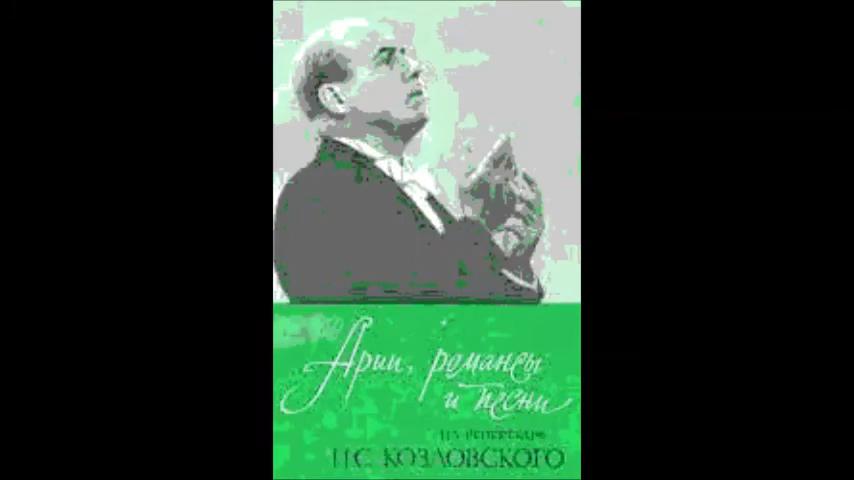 Арии, романсы
и песни
из репертуара
И.С. КОЗЛОВСКОГО